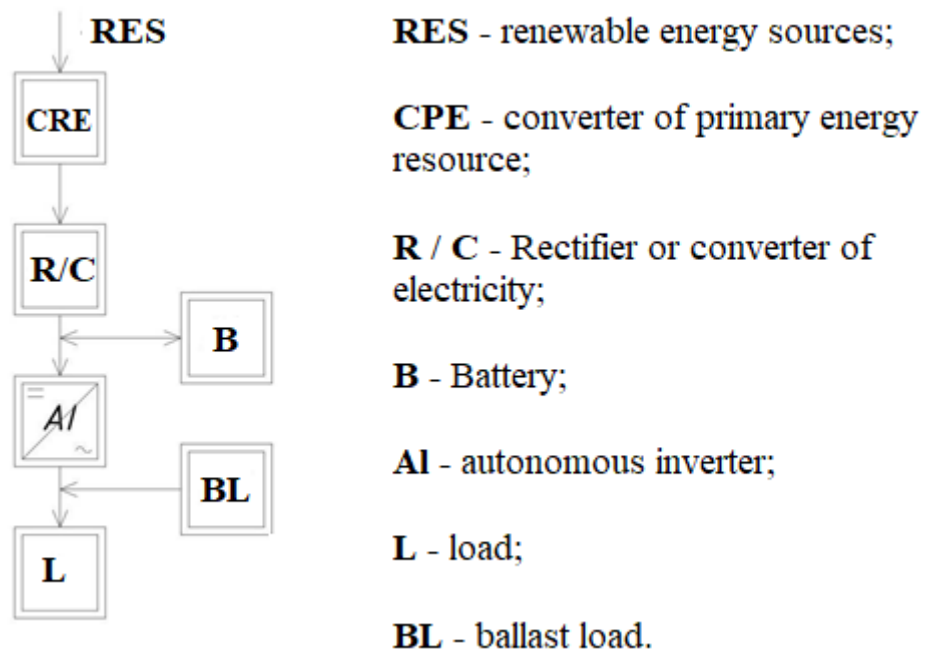 RES
CRE
R/C
B
AI
BL
L
RES - renewable energy sources;
CPE - converter of primary energy
resource;
R / C - Rectifier or converter of
electricity;
B - Battery;
Al - autonomous inverter;
L - load;
BL - ballast load.